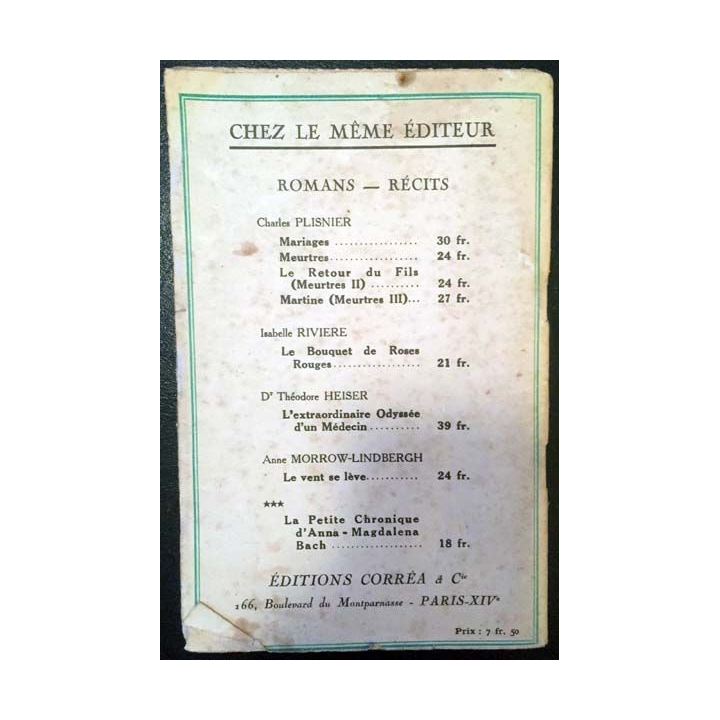 CHEZ LE MÊME ÉDITEUR
ROMANS — RÉCITS
Charles PLISNIER
Mariages .................. 30 fr.
Meurtres................... 24 fr.
Le Retour du Fils
(Meurtres II) .......... 24 fr.
Martine (Meurtres III)... 27 fr.
Isabelle RIVIERE
Le Bouquet de Roses
Rouges.................. 21 fr.
Dr Théodore HEISER
L'extraordinaire Odyssée
d'un Médecin.......... 39 fr.
Anne MORROW-LINDBERGH
Le vent se lève........... 24 fr.
★★★
La Petite Chronique
d'Anna - Magdalena
Bach ................... 18 fr.
ÉDITIONS CORRÊA & Cie
166, Boulevard du Montparnasse - PARIS-XIVe
Prix : 7 fr. 50